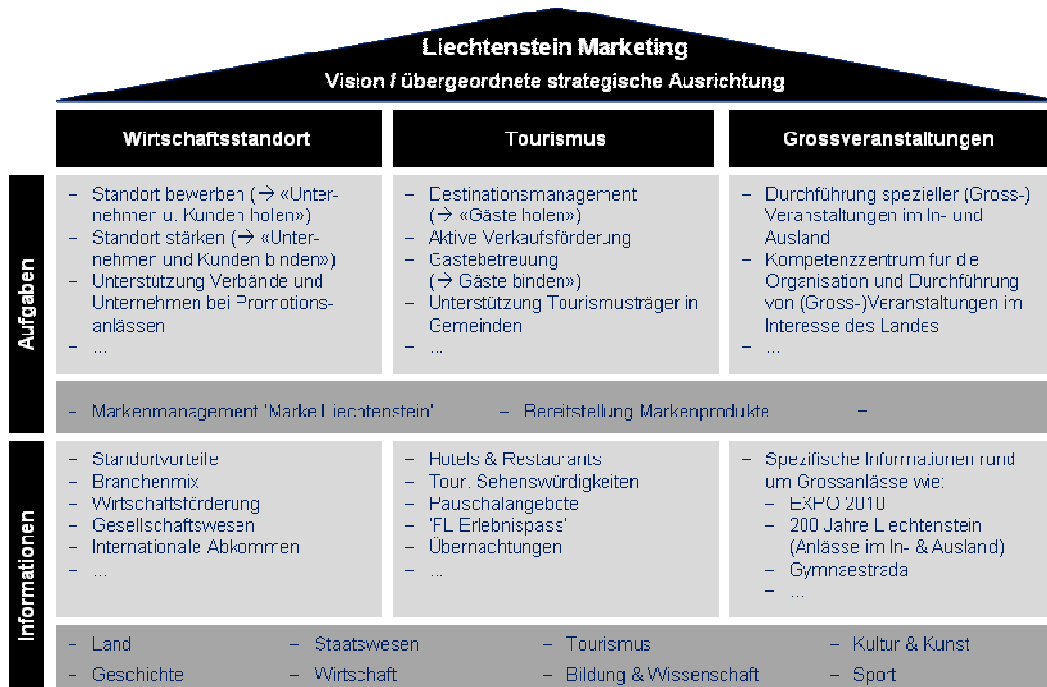 Liechtenstein Marketing
Vision / übergeordnete strategische Ausrichtung
Wirtschaftsstandort
Tourismus
Grossveranstaltungen
Aufgaben
– Standort bewerben (→ «Unter-
nehmen u. Kunden holen»)
– Standort stärken (→ «Unter-
nehmen und Kunden binden»)
– Unterstützung Verbände und
Unternehmen bei Promotions-
anlässen
– ...
– Destinationsmanagement
(→ «Gäste holen»)
– Aktive Verkaufsförderung
– Gästebetreuung
(→ Gäste binden»)
– Unterstützung Tourismusträger in
Gemeinden
– ...
– Durchführung spezieller (Gross-)
Veranstaltungen im In- und
Ausland
– Kompetenzzentrum für die
Organisation und Durchführung
von (Gross-)Veranstaltungen im
Interesse des Landes
– ...
– Markenmanagement 'Marke Liechtenstein' – Bereitstellung Markenprodukte –
Informationen
– Standortvorteile
– Branchenmix
– Wirtschaftsförderung
– Gesellschaftswesen
– Internationale Abkommen
– ...
– Hotels & Restaurants
– Tour. Sehenswürdigkeiten
– Pauschalangebote
– 'FL Erlebnispass'
– Übernachtungen
– ...
– Spezifische Informationen rund
um Grossanlässe wie:
– EXPO 2010
– 200 Jahre Liechtenstein
(Anlässe im In- & Ausland)
– Gymnaestrada
– ...
– Land – Staatswesen – Tourismus – Kultur & Kunst
– Geschichte – Wirtschaft – Bildung & Wissenschaft – Sport